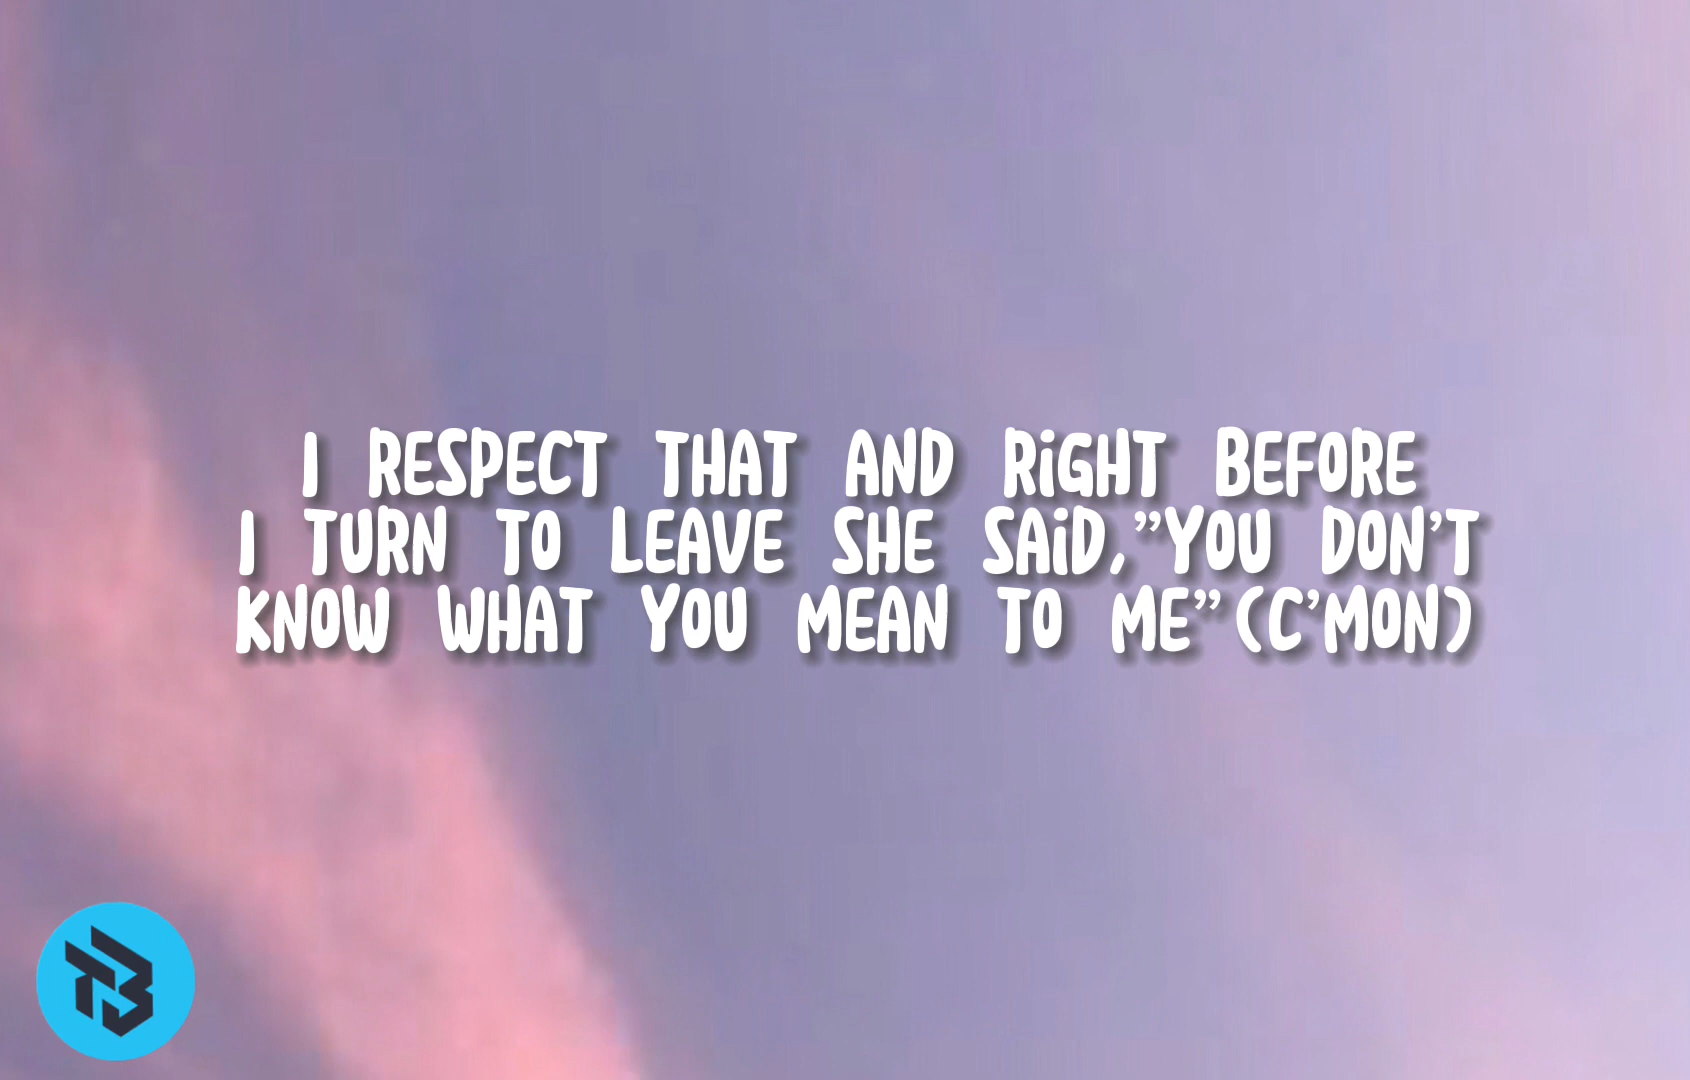 I RESPECT THAT AND RiGHT BEFORE
I TURN TO LEAVE SHE SAiD,”YOU DON’T
KNOW WHAT YOU MEAN TO ME”(C’MON)
TB